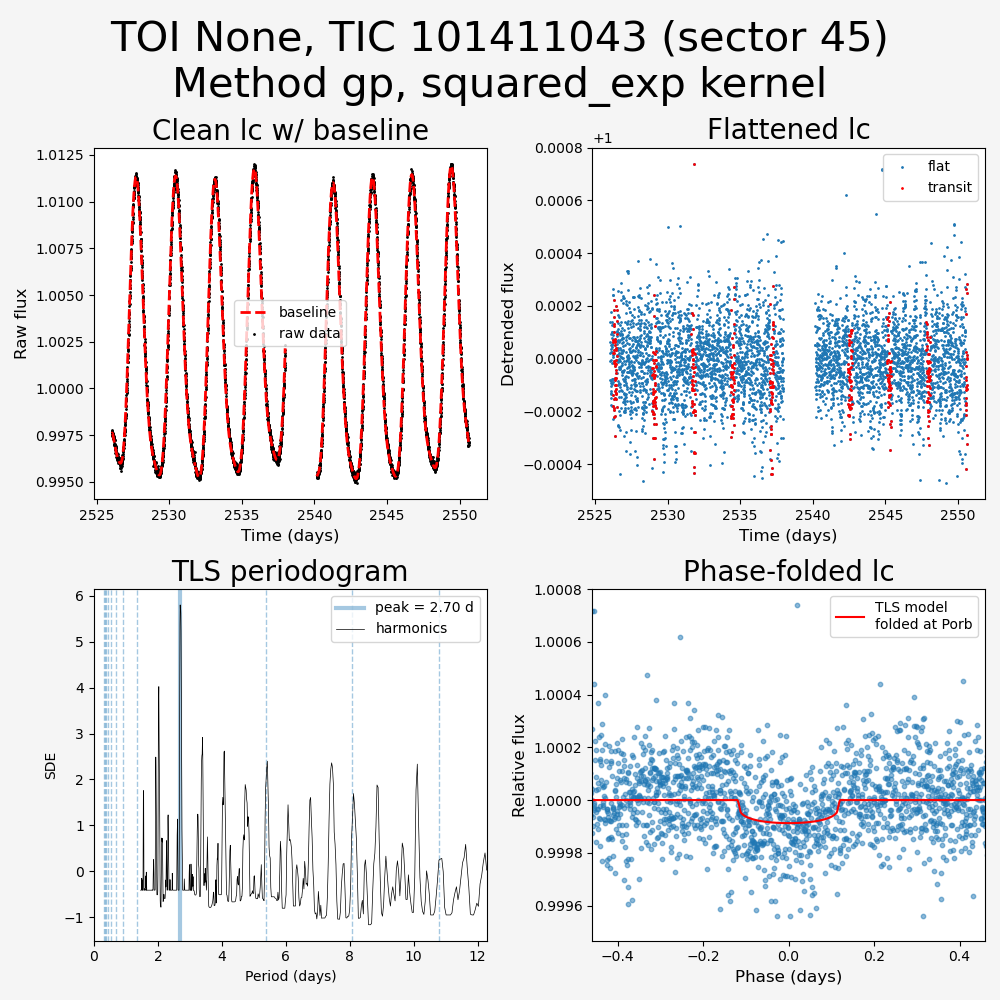 TOI None, TIC 101411043 (sector 45)
Method gp, squared_exp kernel
Clean lc w/ baseline
Raw flux
1.0125
1.0100
1.0075
1.0050
1.0025
1.0000
0.9975
0.9950
baseline
raw data
2525 2530 2535 2540 2545 2550
Time (days)
Flattened lc
+1
Detrended flux
0.0008
0.0006
0.0004
0.0002
0.0000
−0.0002
−0.0004
flat
transit
2525 2530 2535 2540 2545 2550
Time (days)
TLS periodogram
SDE
6
5
4
3
2
1
0
−1
peak = 2.70 d
harmonics
0 2 4 6 8 10 12
Period (days)
Phase-folded lc
Relative flux
1.0008
1.0006
1.0004
1.0002
1.0000
0.9998
0.9996
TLS model
folded at Porb
−0.4 −0.2 0.0 0.2 0.4
Phase (days)